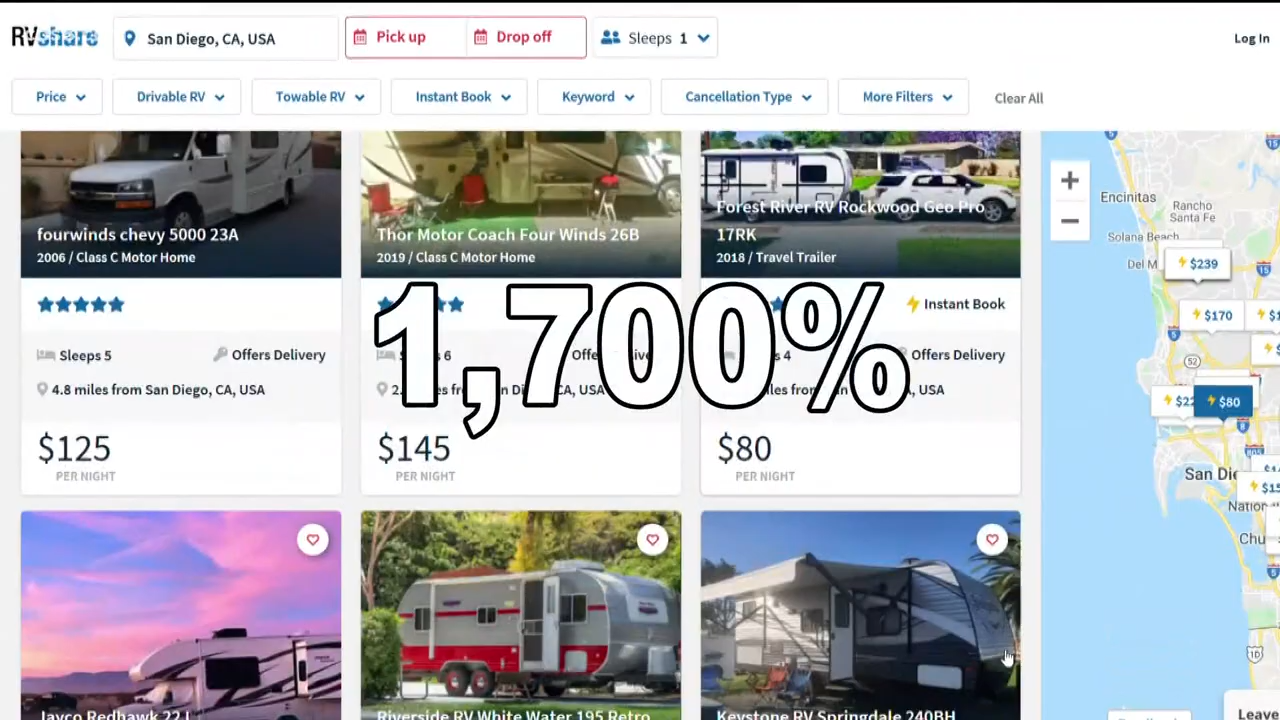 RVshare
San Diego, CA, USA
Pick up
Drop off
Sleeps 1
Log In
Price
Drivable RV
Towable RV
Instant Book
Keyword
Cancellation Type
More Filters
Clear All
fourwinds chevy 5000 23A
2006 / Class C Motor Home
Sleeps 5
Offers Delivery
4.8 miles from San Diego, CA, USA
$125
PER NIGHT
Thor Motor Coach Four Winds 26B
2019 / Class C Motor Home
$145
PER NIGHT
Forest River RV Rockwood Geo Pro
17RK
2018 / Travel Trailer
Instant Book
Offers Delivery
$80
PER NIGHT
1,700%
Jayco Redhawk 22J
Riverside RV White Water 195 Retro
Keystone RV Springdale 240BH
Encinitas
Rancho
Santa Fe
Solana Beach
Del M
$239
$170
52
$80
San Die
Nation
Chu
Leave